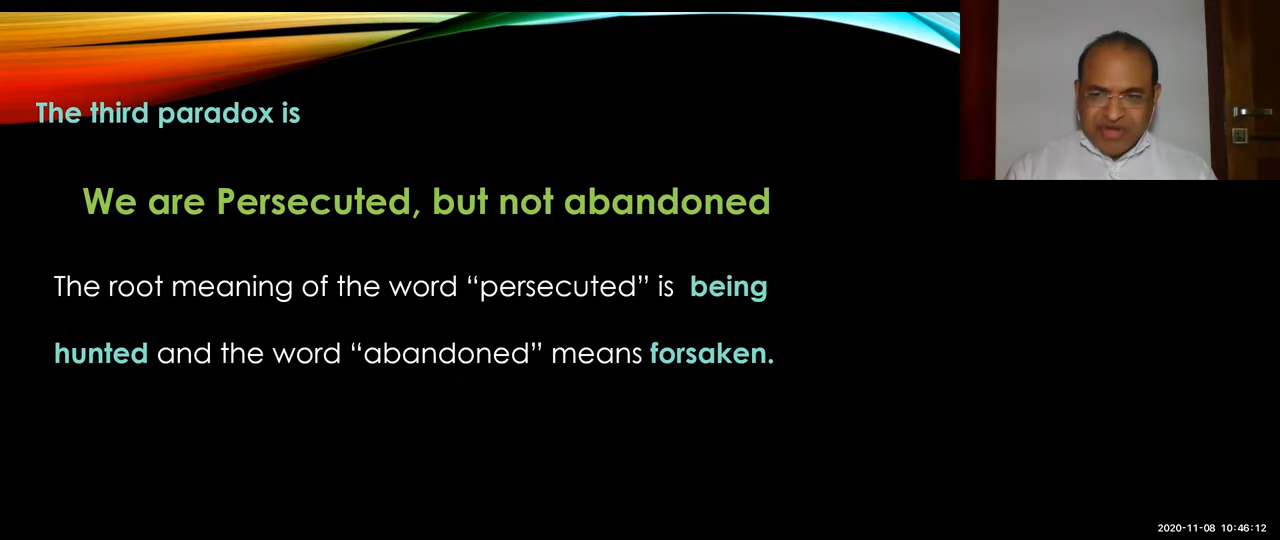 The third paradox is
We are Persecuted, but not abandoned
The root meaning of the word “persecuted” is being
hunted and the word “abandoned” means forsaken.
2020-11-08 10:46:12